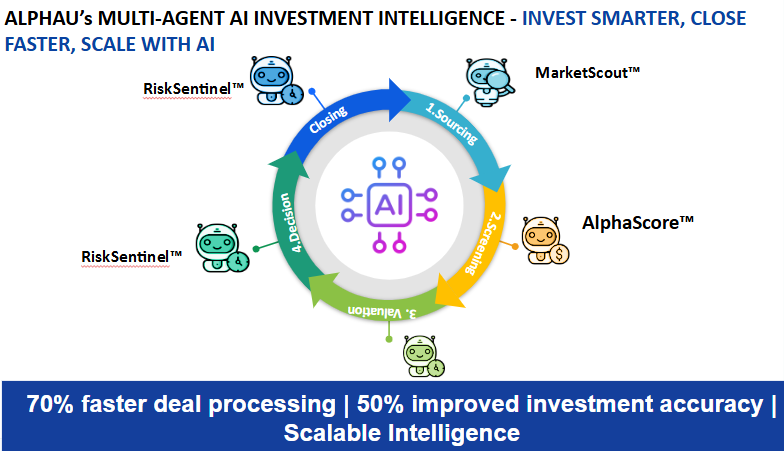 ALPHAU’s MULTI-AGENT AI INVESTMENT INTELLIGENCE - INVEST SMARTER, CLOSE
FASTER, SCALE WITH AI
RiskSentinel™
MarketScout™
Closing
1.Sourcing
AI
2.Screening
AlphaScore™
4.Decision
RiskSentinel™
3. Valuation
$
70% faster deal processing | 50% improved investment accuracy |
Scalable Intelligence